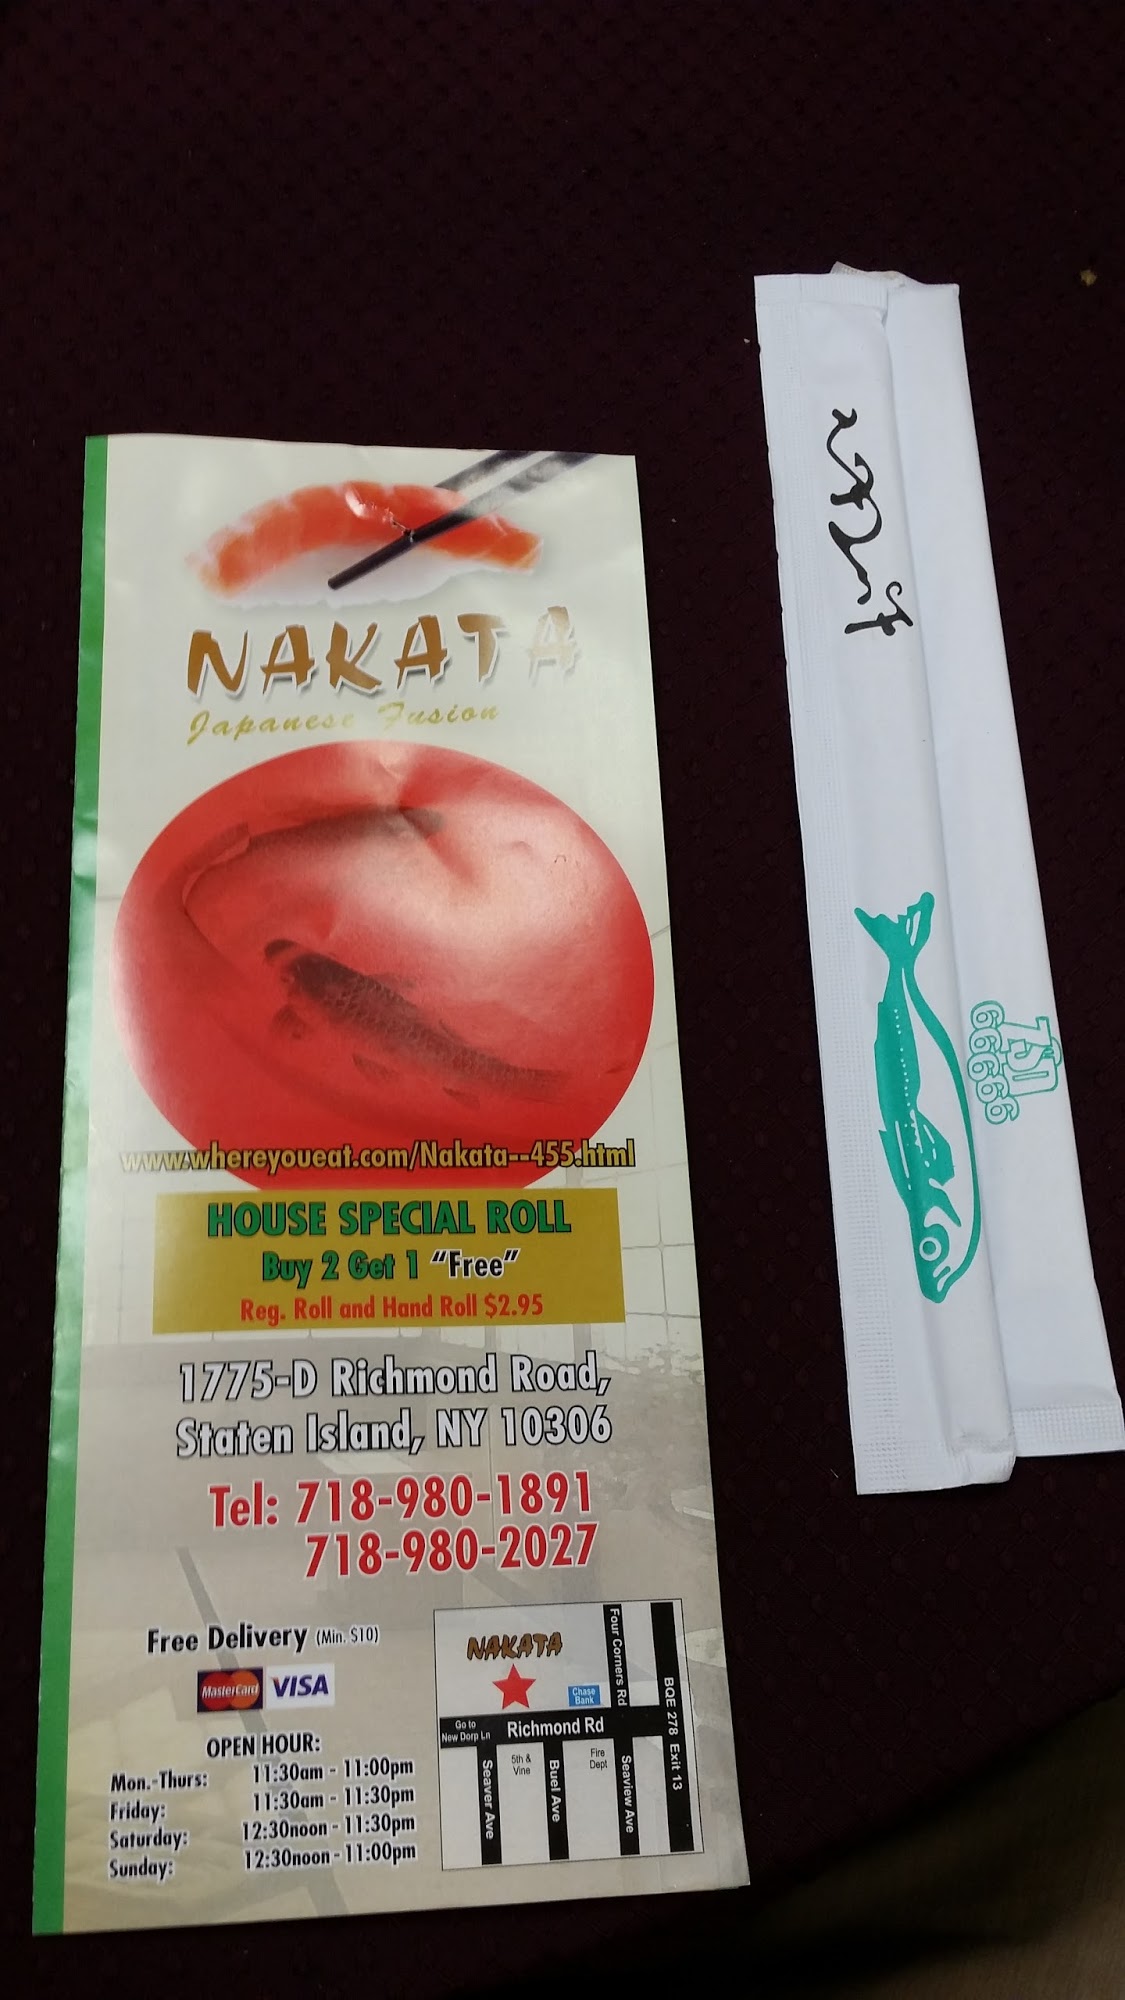 NAKATA
Japanese Fusion
www.whereyoueat.com/Nakata--455.html
HOUSE SPECIAL ROLL
Buy 2 Get 1 "Free"
Reg. Roll and Hand Roll $2.95
1775-D Richmond Road,
Staten Island, NY 10306
Tel: 718-980-1891
718-980-2027
Free Delivery (Min. $10)
MasterCard VISA
OPEN HOUR:
Mon.-Thurs: 11:30am - 11:00pm
Friday: 11:30am - 11:30pm
Saturday: 12:30noon - 11:30pm
Sunday: 12:30noon - 11:00pm
NAKATA
Four Corners Rd
BQE 278 Exit 13
Chase
Bank
Go to
New Dorp Ln
Richmond Rd
Seaver Ave
5th &
Vine
Buel Ave
Fire
Dept
Seaview Ave
66666